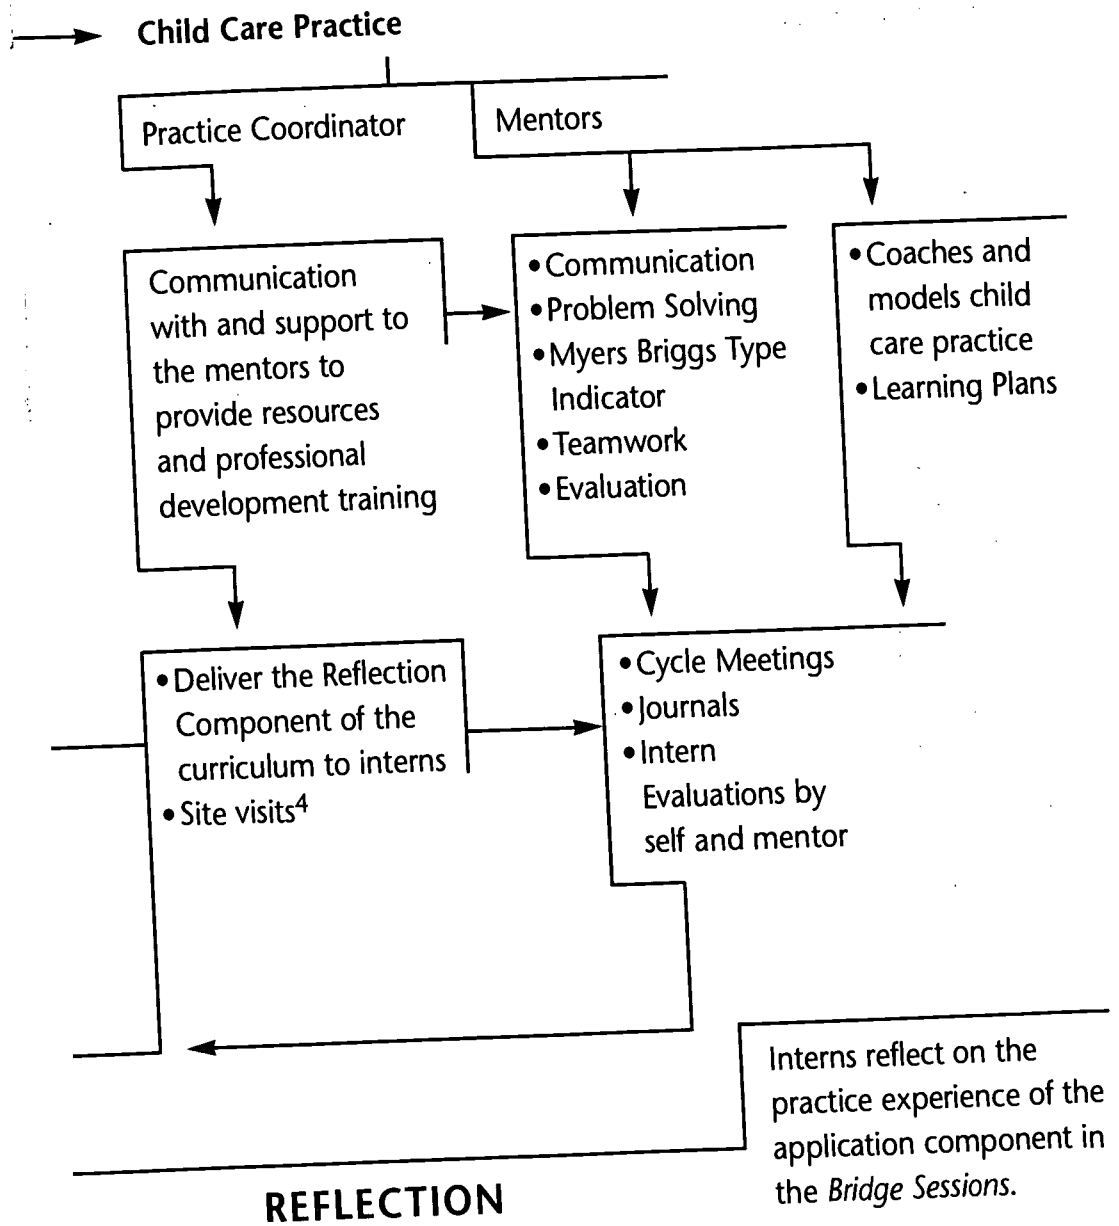 Child Care Practice
Practice Coordinator
Mentors
Communication
with and support to
the mentors to
provide resources
and professional
development training
• Communication
• Problem Solving
• Myers Briggs Type
Indicator
• Teamwork
• Evaluation
• Coaches and
models child
care practice
• Learning Plans
• Deliver the Reflection
Component of the
curriculum to interns
• Site visits⁴
• Cycle Meetings
• Journals
• Intern
Evaluations by
self and mentor
Interns reflect on the
practice experience of the
application component in
the Bridge Sessions.
REFLECTION